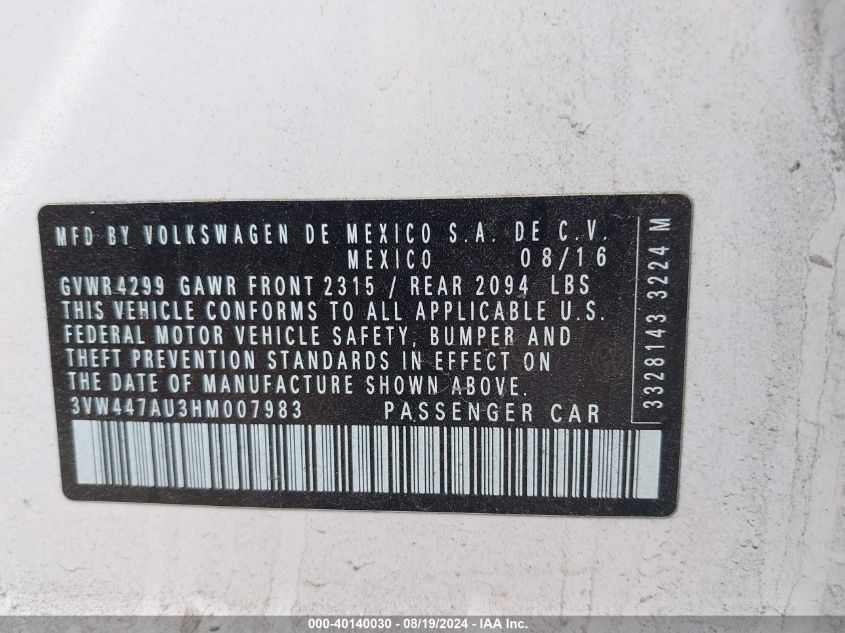 MFD BY VOLKSWAGEN DE MEXICO S.A. DE C.V.
MEXICO 08/16
GVWR 4299 GAWR FRONT 2315 / REAR 2094 LBS
THIS VEHICLE CONFORMS TO ALL APPLICABLE U.S.
FEDERAL MOTOR VEHICLE SAFETY, BUMPER AND
THEFT PREVENTION STANDARDS IN EFFECT ON
THE DATE OF MANUFACTURE SHOWN ABOVE.
3VW447AU3HM007983 PASSENGER CAR
3328143 3224 M
000-40140030 - 08/19/2024 - IAA Inc.